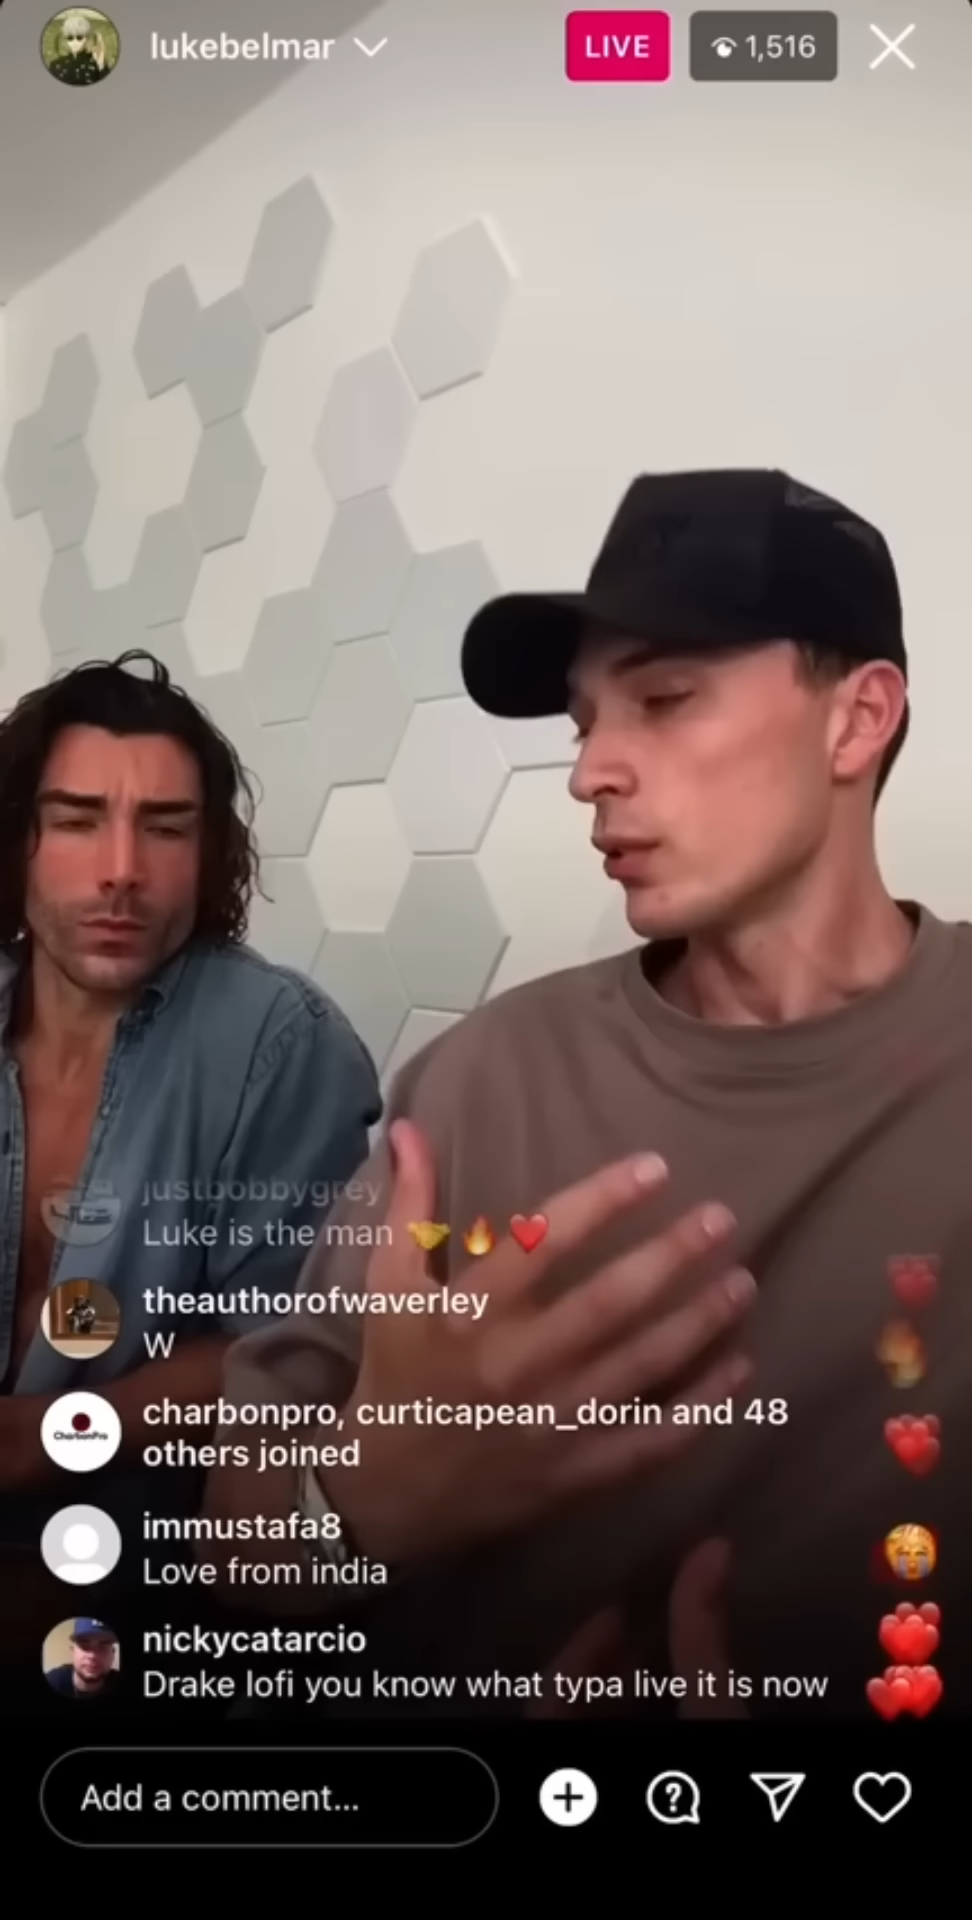 lukebelmar
LIVE
1,516
justbobbygrey
Luke is the man 🤝 🔥 ❤️
theauthorofwaverley
W
charbonpro, curticapean_dorin and 48
others joined
CharbonPro
immustafa8
Love from india
nickycatarcio
Drake lofi you know what typa live it is now
Add a comment...